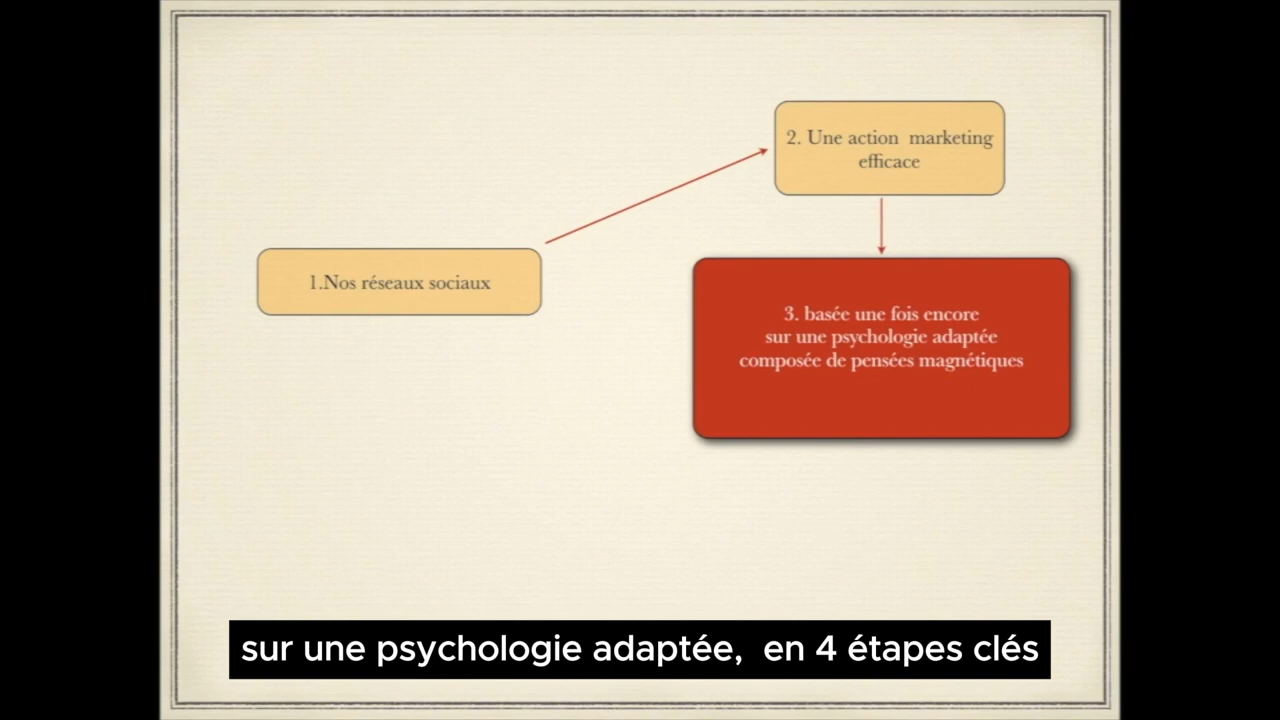 2. Une action  marketing
efficace
1.Nos réseaux sociaux
3. basée une fois encore
sur une psychologie adaptée
composée de pensées magnétiques
sur une psychologie adaptée,  en 4 étapes clés